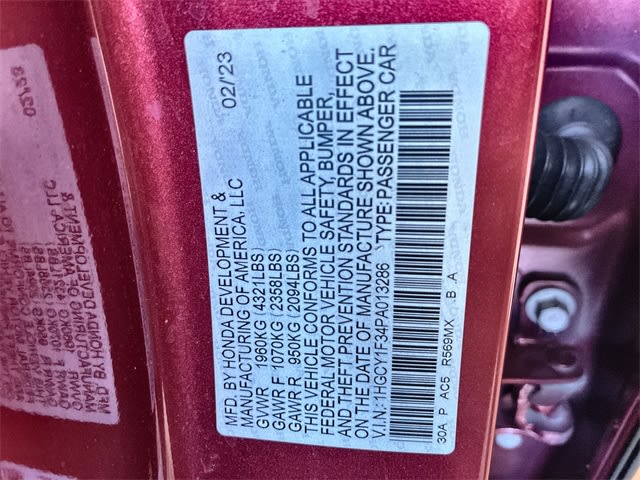 MFD. BY HONDA DEVELOPMENT & 02/'23
MANUFACTURING OF AMERICA, LLC
GVWR 1960KG (4321LBS)
GAWR F 1070KG (2358LBS)
GAWR R 950KG (2094LBS)
THIS VEHICLE CONFORMS TO ALL APPLICABLE
FEDERAL MOTOR VEHICLE SAFETY, BUMPER,
AND THEFT PREVENTION STANDARDS IN EFFECT
ON THE DATE OF MANUFACTURE SHOWN ABOVE.
V.I.N.:1HGCY1F34PA013286 TYPE:PASSENGER CAR
30A P AC5 R569MX B A